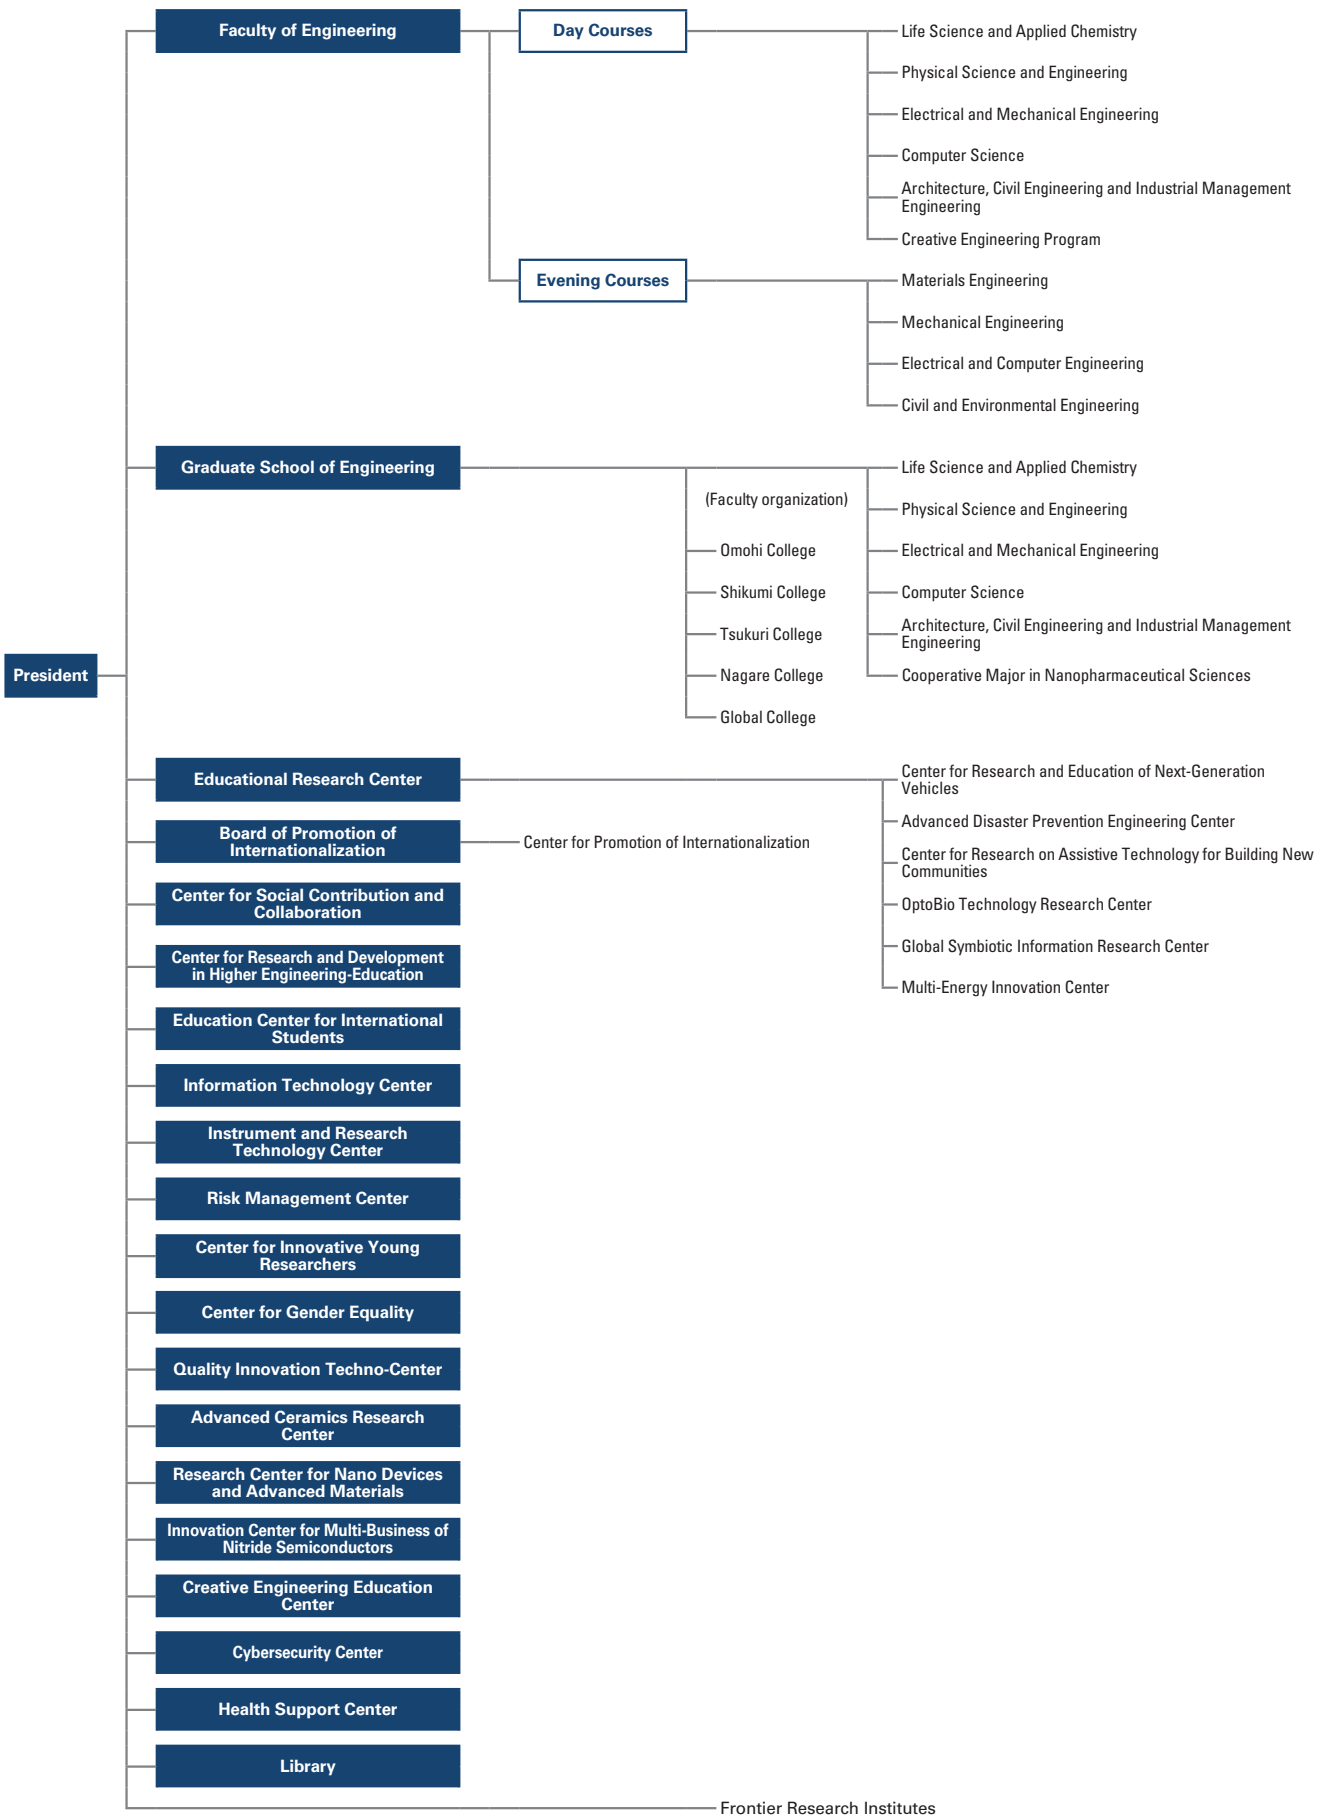 Faculty of Engineering
Day Courses
Life Science and Applied Chemistry
Physical Science and Engineering
Electrical and Mechanical Engineering
Computer Science
Architecture, Civil Engineering and Industrial Management
Engineering
Creative Engineering Program
Evening Courses
Materials Engineering
Mechanical Engineering
Electrical and Computer Engineering
Civil and Environmental Engineering
Graduate School of Engineering
(Faculty organization)
Omohi College
Shikumi College
Tsukuri College
Nagare College
Global College
Life Science and Applied Chemistry
Physical Science and Engineering
Electrical and Mechanical Engineering
Computer Science
Architecture, Civil Engineering and Industrial Management
Engineering
Cooperative Major in Nanopharmaceutical Sciences
President
Educational Research Center
Center for Research and Education of Next-Generation
Vehicles
Advanced Disaster Prevention Engineering Center
Center for Research on Assistive Technology for Building New
Communities
OptoBio Technology Research Center
Global Symbiotic Information Research Center
Multi-Energy Innovation Center
Board of Promotion of
Internationalization
Center for Promotion of Internationalization
Center for Social Contribution and
Collaboration
Center for Research and Development
in Higher Engineering-Education
Education Center for International
Students
Information Technology Center
Instrument and Research
Technology Center
Risk Management Center
Center for Innovative Young
Researchers
Center for Gender Equality
Quality Innovation Techno-Center
Advanced Ceramics Research
Center
Research Center for Nano Devices
and Advanced Materials
Innovation Center for Multi-Business of
Nitride Semiconductors
Creative Engineering Education
Center
Cybersecurity Center
Health Support Center
Library
Frontier Research Institutes